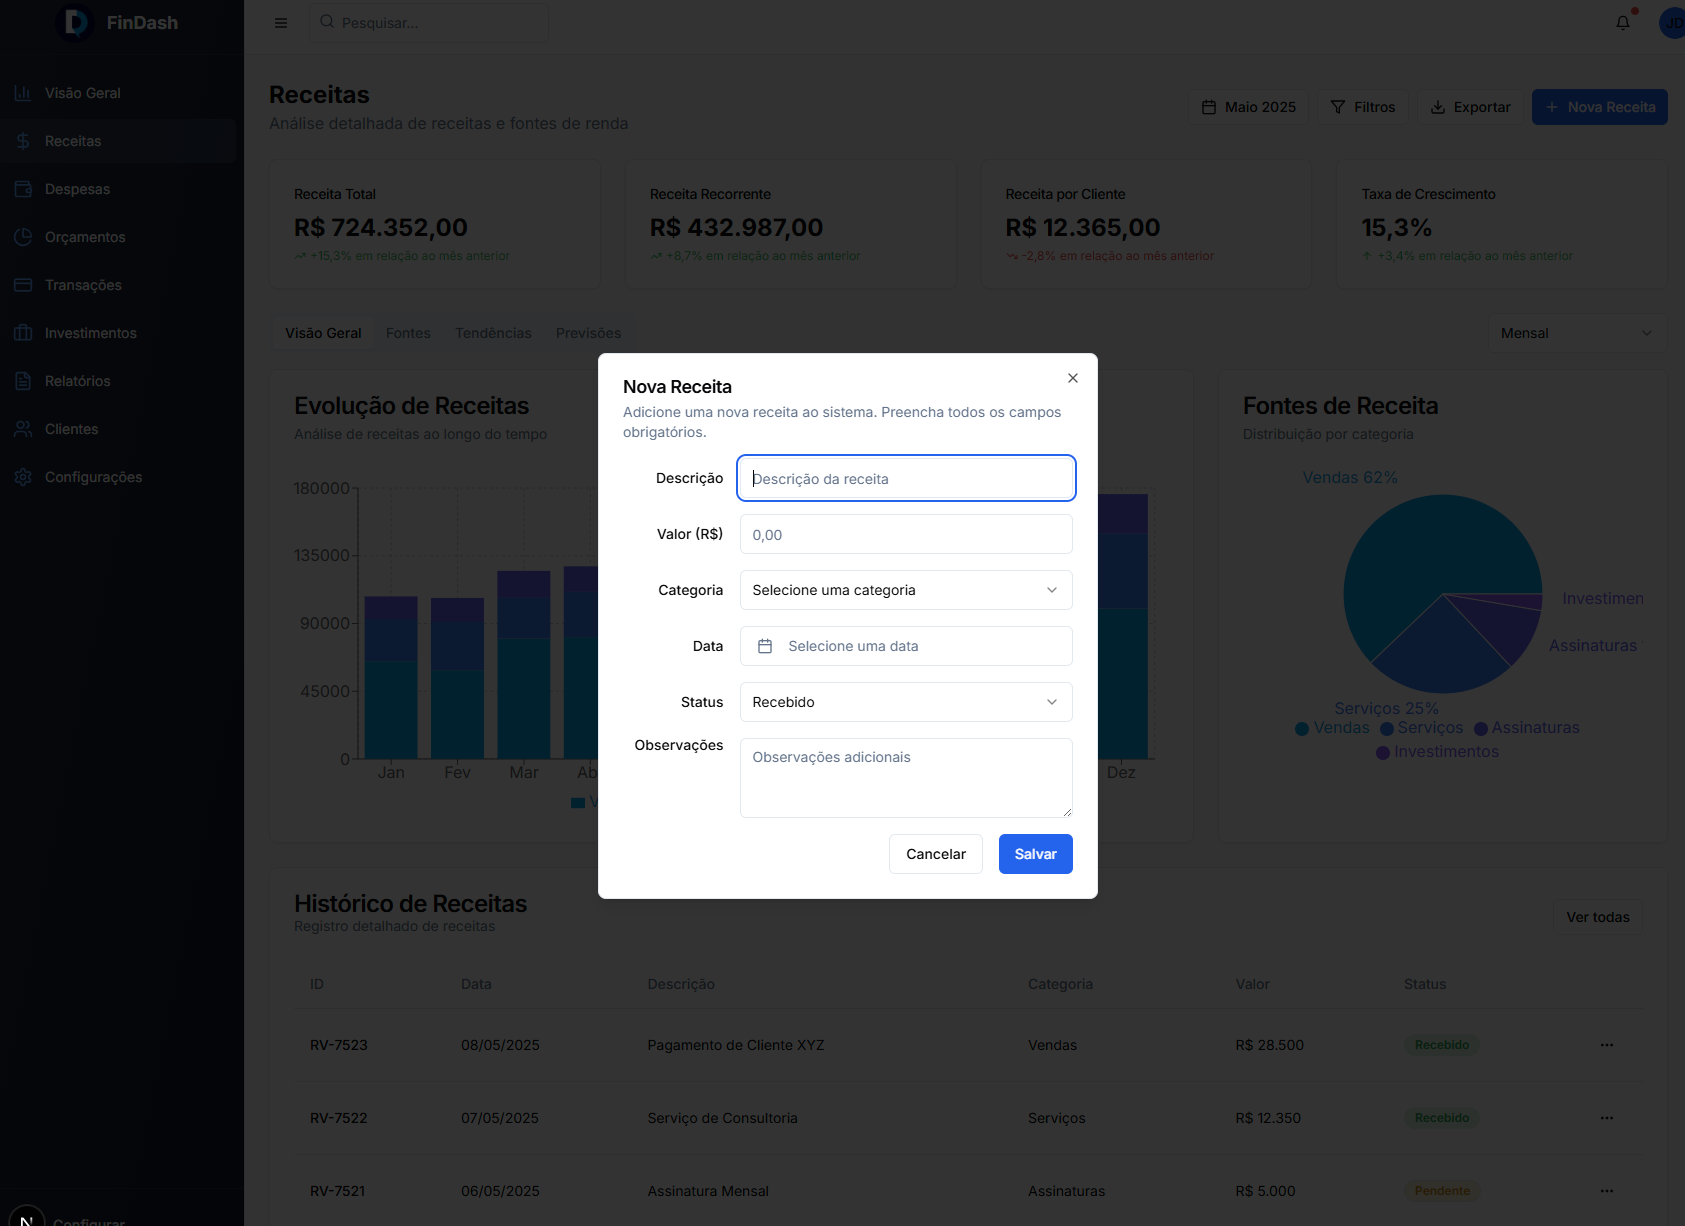 FinDash
Pesquisar...
JD
Visão Geral
Receitas
Despesas
Orçamentos
Transações
Investimentos
Relatórios
Clientes
Configurações
Configurar
Receitas
Análise detalhada de receitas e fontes de renda
Maio 2025
Filtros
Exportar
Nova Receita
Receita Total
R$ 724.352,00
+15,3% em relação ao mês anterior
Receita Recorrente
R$ 432.987,00
+8,7% em relação ao mês anterior
Receita por Cliente
R$ 12.365,00
-2,8% em relação ao mês anterior
Taxa de Crescimento
15,3%
+3,4% em relação ao mês anterior
Visão Geral Fontes Tendências Previsões
Mensal
Evolução de Receitas
Análise de receitas ao longo do tempo
180000
135000
90000
45000
0
Jan Fev Mar Ab Dez
V
Nova Receita
Adicione uma nova receita ao sistema. Preencha todos os campos
obrigatórios.
Descrição
Descrição da receita
Valor (R$)
0,00
Categoria
Selecione uma categoria
Data
Selecione uma data
Status
Recebido
Observações
Observações adicionais
Cancelar
Salvar
Fontes de Receita
Distribuição por categoria
Vendas 62%
Investimen
Assinaturas
Serviços 25%
Vendas Serviços Assinaturas
Investimentos
Histórico de Receitas
Registro detalhado de receitas
Ver todas
ID Data Descrição Categoria Valor Status
RV-7523 08/05/2025 Pagamento de Cliente XYZ Vendas R$ 28.500 Recebido
RV-7522 07/05/2025 Serviço de Consultoria Serviços R$ 12.350 Recebido
RV-7521 06/05/2025 Assinatura Mensal Assinaturas R$ 5.000 Pendente